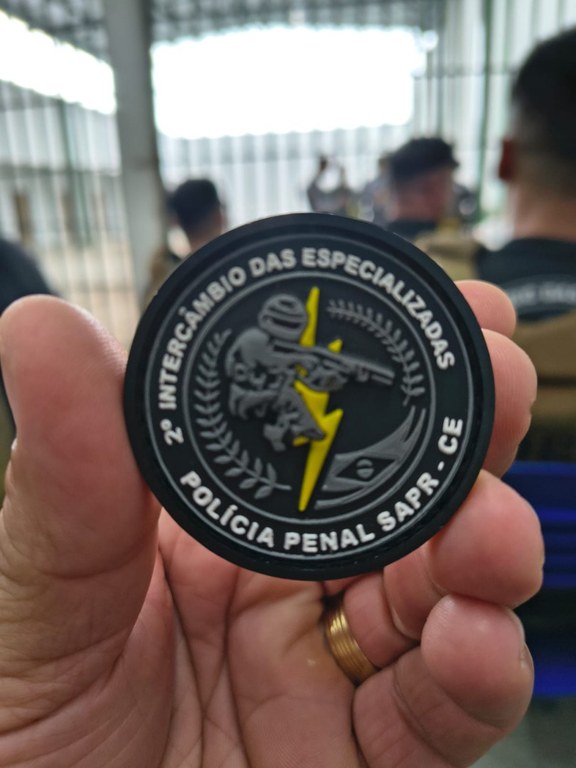 2º INTERCÂMBIO DAS ESPECIALIZADAS
POLÍCIA PENAL SAPR - CE